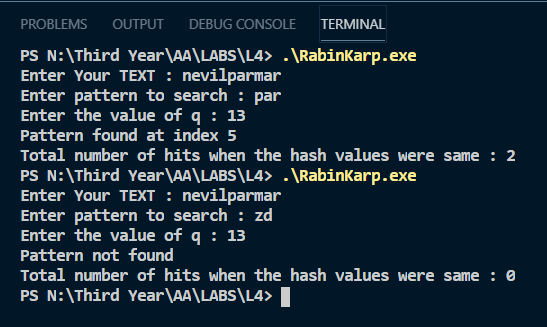 PROBLEMS OUTPUT DEBUG CONSOLE TERMINAL
PS N:\Third Year\AA\LABS\L4> .\RabinKarp.exe
Enter Your TEXT : nevilparmar
Enter pattern to search : par
Enter the value of q : 13
Pattern found at index 5
Total number of hits when the hash values were same : 2
PS N:\Third Year\AA\LABS\L4> .\RabinKarp.exe
Enter Your TEXT : nevilparmar
Enter pattern to search : zd
Enter the value of q : 13
Pattern not found
Total number of hits when the hash values were same : 0
PS N:\Third Year\AA\LABS\L4>